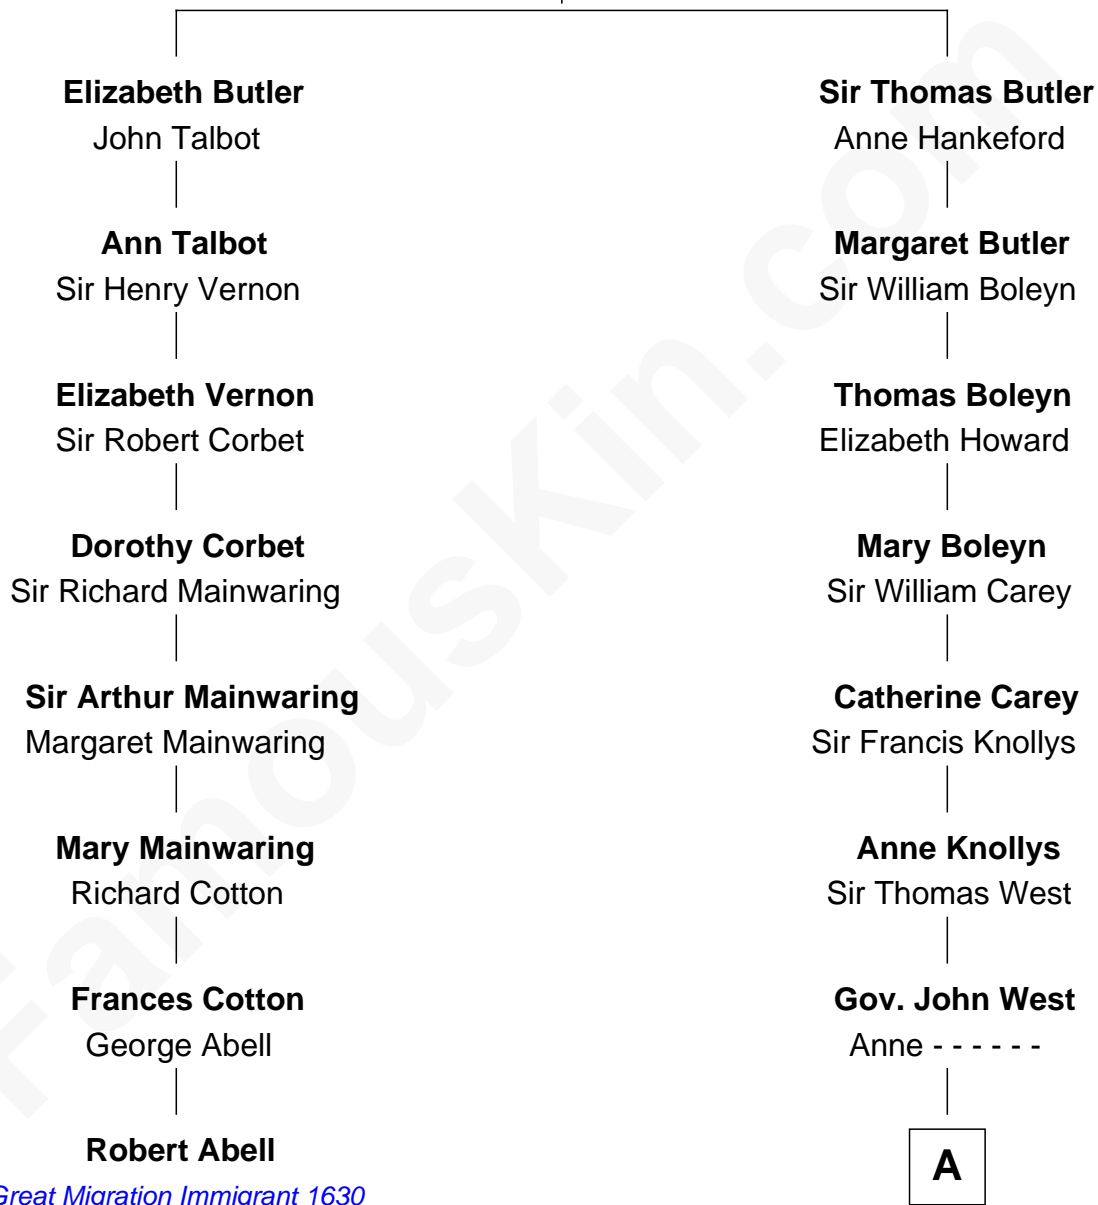 Elizabeth Butler
John Talbot
Ann Talbot
Sir Henry Vernon
Elizabeth Vernon
Sir Robert Corbet
Dorothy Corbet
Sir Richard Mainwaring
Sir Arthur Mainwaring
Margaret Mainwaring
Mary Mainwaring
Richard Cotton
Frances Cotton
George Abell
Robert Abell
Great Migration Immigrant 1630
Sir Thomas Butler
Anne Hankeford
Margaret Butler
Sir William Boleyn
Thomas Boleyn
Elizabeth Howard
Mary Boleyn
Sir William Carey
Catherine Carey
Sir Francis Knollys
Anne Knollys
Sir Thomas West
Gov. John West
Anne - - - - - -
A
FamousKin.com